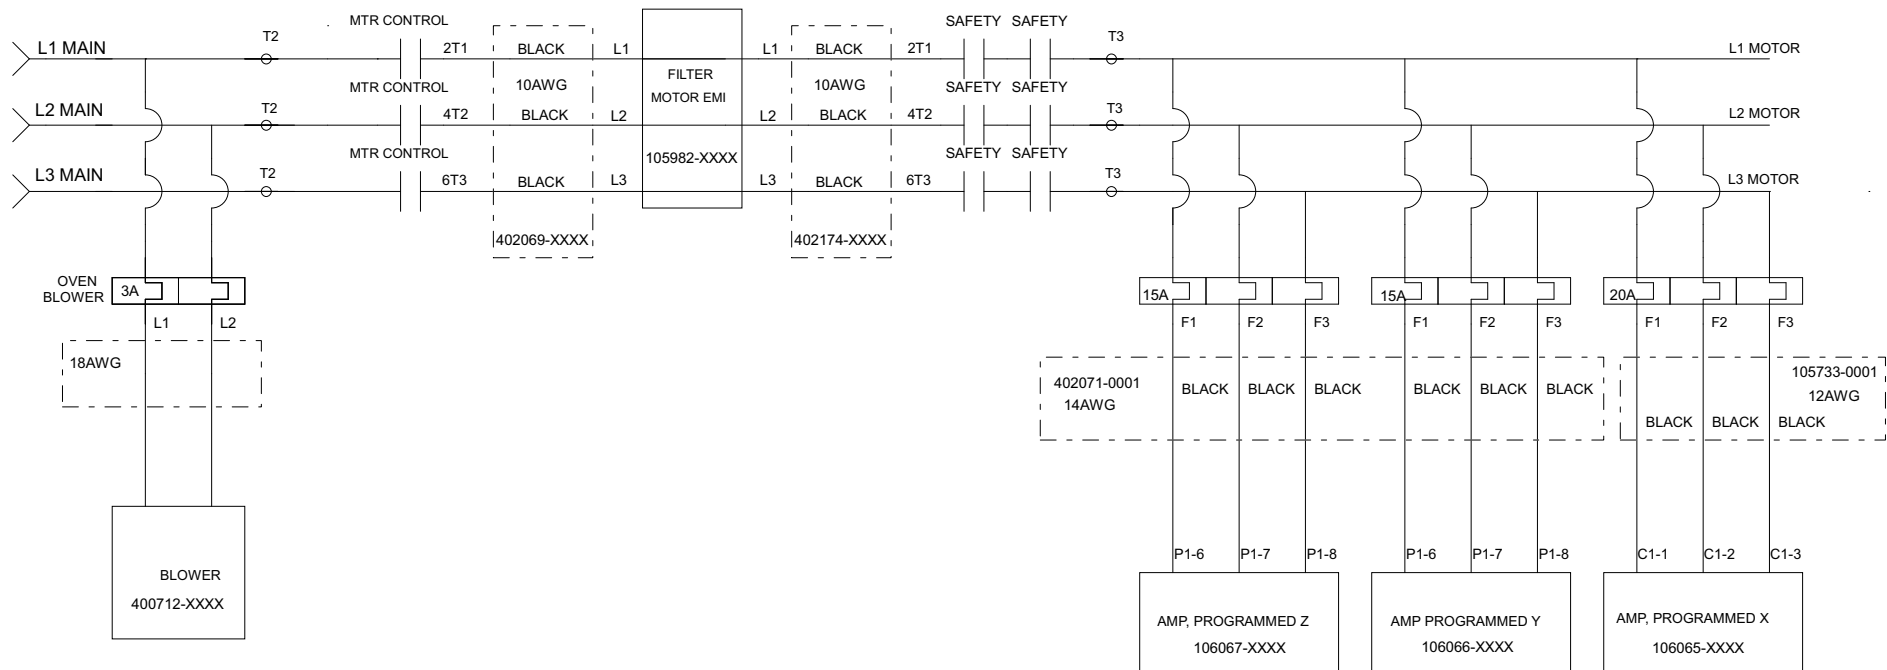 MTR CONTROL
SAFETY SAFETY
L1 MAIN
T2
2T1
BLACK
L1
L1
BLACK
2T1
T3
L1 MOTOR
10AWG
FILTER
MOTOR EMI
10AWG
MTR CONTROL
SAFETY SAFETY
L2 MAIN
T2
4T2
BLACK
L2
L2
BLACK
4T2
T3
L2 MOTOR
MTR CONTROL
105982-XXXX
SAFETY SAFETY
L3 MAIN
T2
6T3
BLACK
L3
L3
BLACK
6T3
T3
L3 MOTOR
402069-XXXX
402174-XXXX
OVEN
BLOWER
3A
15A
15A
20A
L1
L2
F1
F2
F3
F1
F2
F3
F1
F2
F3
18AWG
402071-0001
14AWG
BLACK
BLACK
BLACK
BLACK
BLACK
BLACK
105733-0001
12AWG
BLACK
BLACK
BLACK
P1-6
P1-7
P1-8
P1-6
P1-7
P1-8
C1-1
C1-2
C1-3
BLOWER
400712-XXXX
AMP, PROGRAMMED Z
106067-XXXX
AMP PROGRAMMED Y
106066-XXXX
AMP, PROGRAMMED X
106065-XXXX